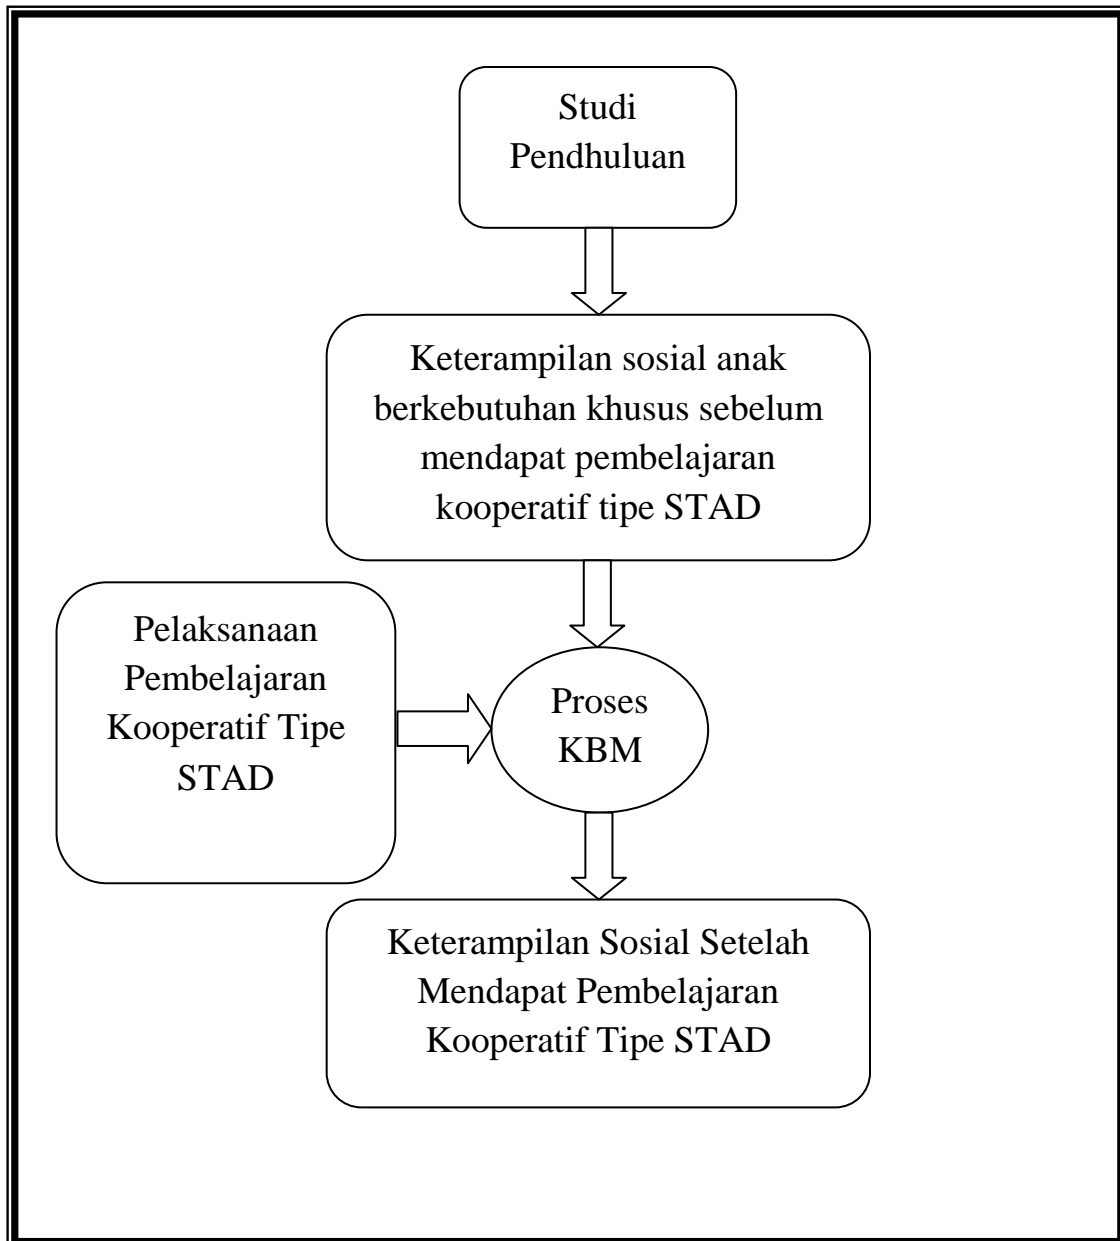 Studi
Pendhuluan
Keterampilan sosial anak
berkebutuhan khusus sebelum
mendapat pembelajaran
kooperatif tipe STAD
Pelaksanaan
Pembelajaran
Kooperatif Tipe
STAD
Proses
KBM
Keterampilan Sosial Setelah
Mendapat Pembelajaran
Kooperatif Tipe STAD